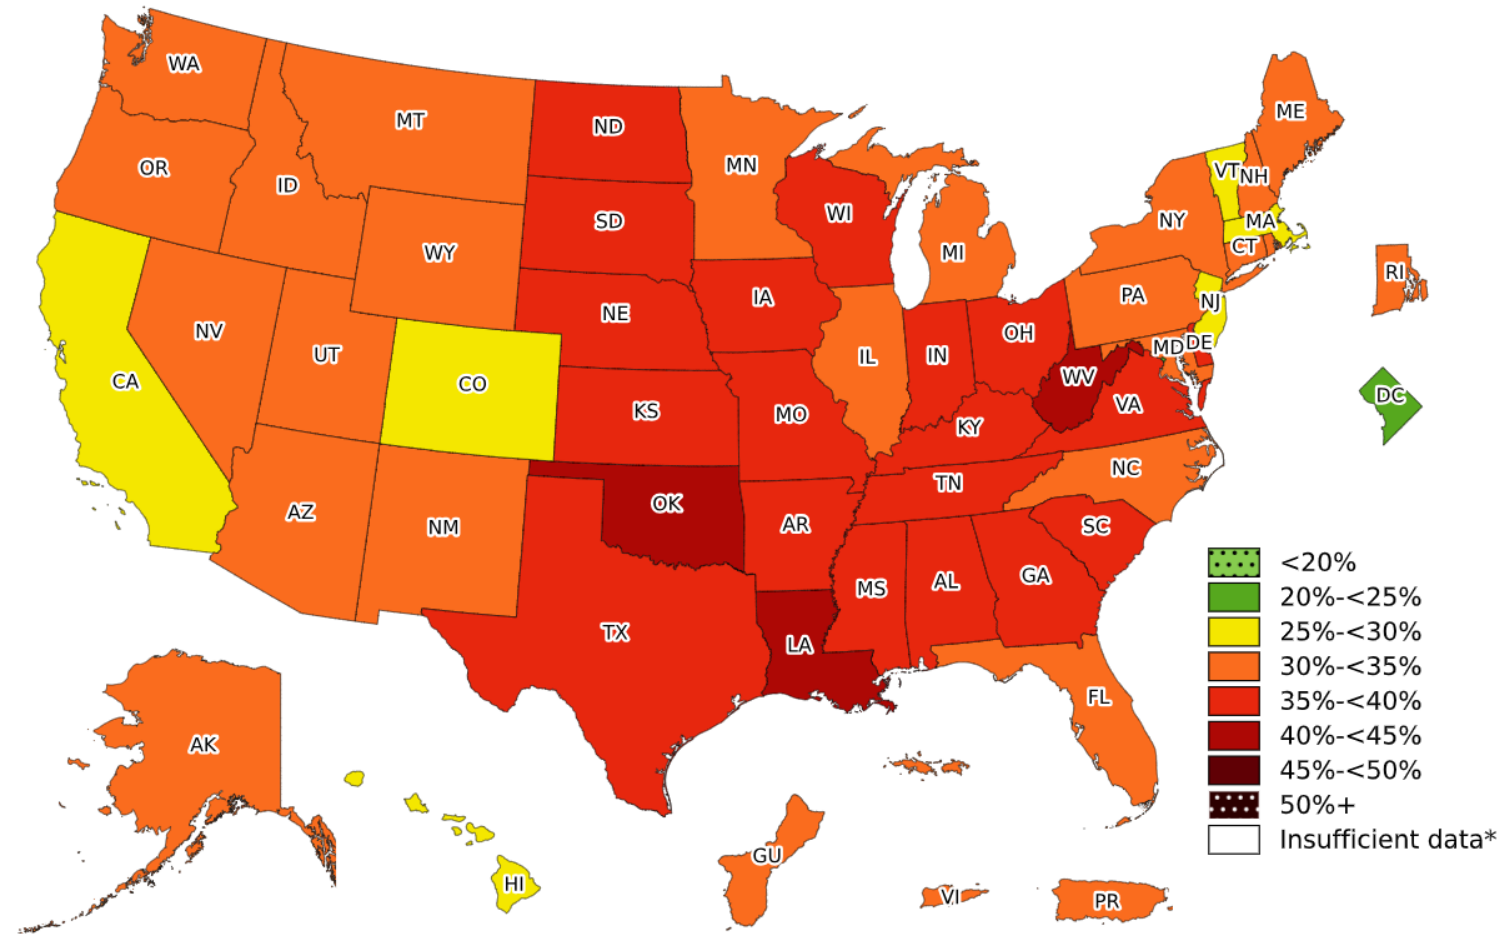 WA
MT
ND
MN
ME
OR
ID
SD
WI
VT
NH
NY
MA
CT
WY
MI
RI
PA
NJ
NV
UT
NE
IA
IL
IN
OH
MD
DE
CA
CO
KS
MO
WV
VA
DC
KY
NC
AZ
NM
OK
AR
TN
SC
TX
LA
MS
AL
GA
FL
AK
HI
GU
VI
PR
<20%
20%-<25%
25%-<30%
30%-<35%
35%-<40%
40%-<45%
45%-<50%
50%+
Insufficient data*